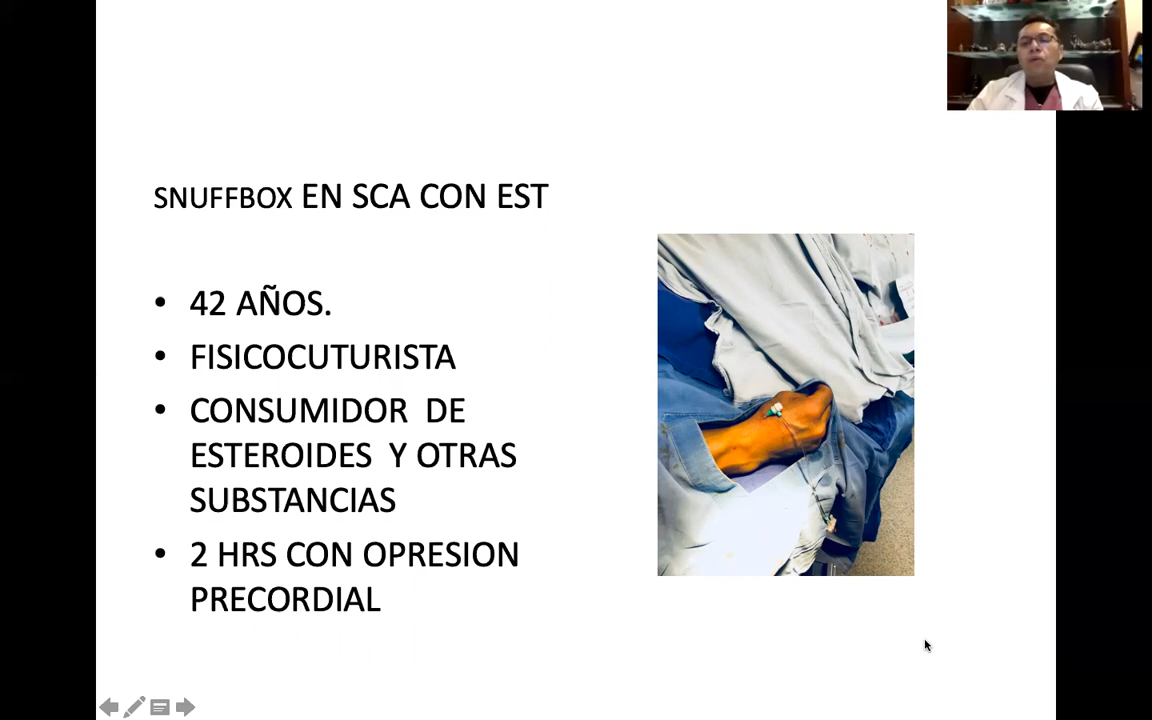 SNUFFBOX EN SCA CON EST
• 42 AÑOS.
• FISICOCUTURISTA
• CONSUMIDOR DE
ESTEROIDES Y OTRAS
SUBSTANCIAS
• 2 HRS CON OPRESION
PRECORDIAL